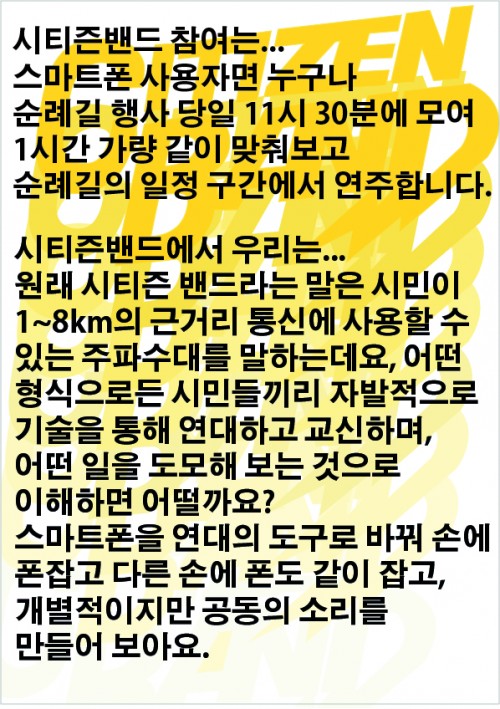 CITIZEN
BAND
시티즌밴드 참여는...
스마트폰 사용자면 누구나
순례길 행사 당일 11시 30분에 모여
1시간 가량 같이 맞춰보고
순례길의 일정 구간에서 연주합니다.
시티즌밴드에서 우리는...
원래 시티즌 밴드라는 말은 시민이
1~8km의 근거리 통신에 사용할 수
있는 주파수대를 말하는데요, 어떤
형식으로든 시민들끼리 자발적으로
기술을 통해 연대하고 교신하며,
어떤 일을 도모해 보는 것으로
이해하면 어떨까요?
스마트폰을 연대의 도구로 바꿔 손에
폰잡고 다른 손에 폰도 같이 잡고,
개별적이지만 공동의 소리를
만들어 보아요.